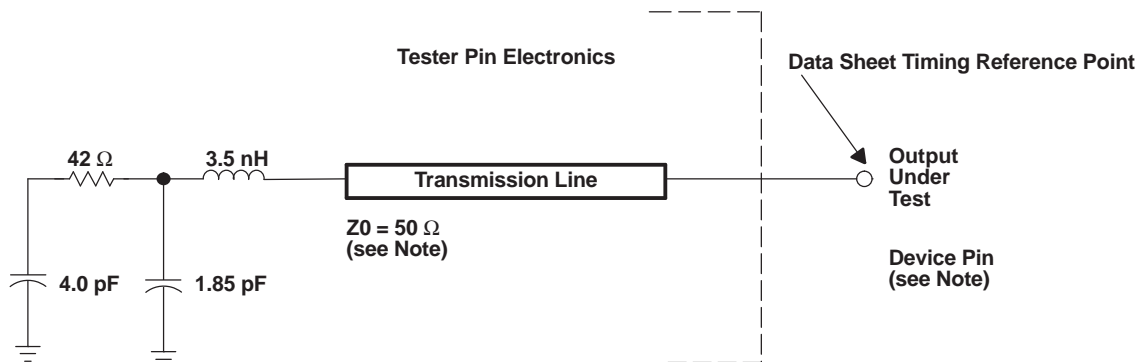 Tester Pin Electronics
Data Sheet Timing Reference Point
42 Ω
3.5 nH
Transmission Line
Output
Under
Test
Z0 = 50 Ω
(see Note)
Device Pin
(see Note)
4.0 pF
1.85 pF